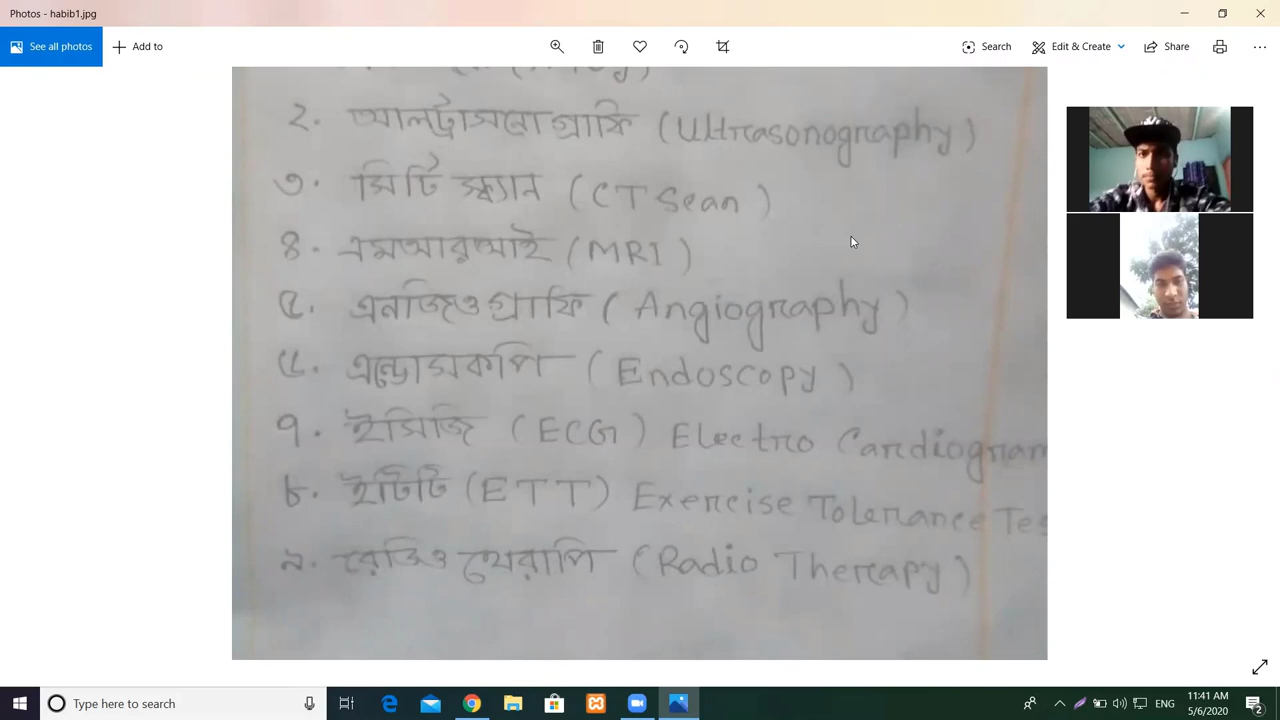 Photos - habib1.jpg
See all photos
Add to
Search
Edit & Create
Share
২. আলট্রাসনোগ্রাফি (Ultrasonography)
৩. সিটি স্ক্যান (CT Scan)
৪. এমআরআই (MRI)
৫. এনজিওগ্রাফি (Angiography)
৬. এন্ডোসকপি (Endoscopy)
৭. ইসিজি (ECG) Electro Cardiogram
৮. ইটিটি (ETT) Exercise Tolerance Tes
৯. রেডিও থেরাপি (Radio Therapy)
Type here to search
ENG
11:41 AM
5/6/2020
2